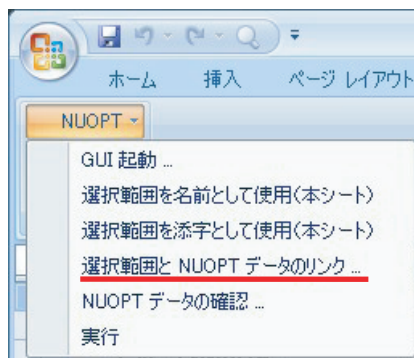 ホーム 挿入 ページ レイアウト
NUOPT
GUI 起動 ...
選択範囲を名前として使用(本シート)
選択範囲を添字として使用(本シート)
選択範囲と NUOPT データのリンク ...
NUOPT データの確認 ...
実行